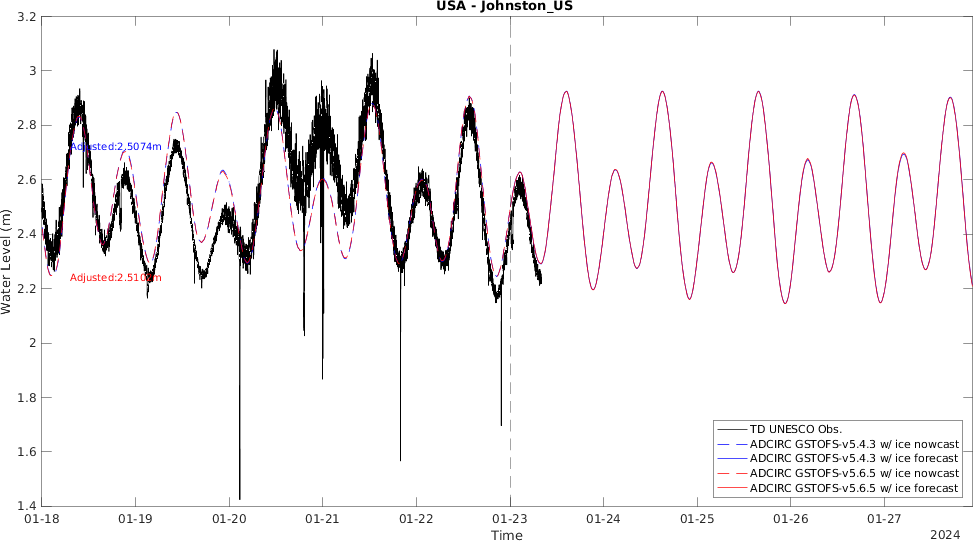 USA - Johnston_US
3.2
3
2.8
2.6
2.4
2.2
2
1.8
1.6
1.4
Water Level (m)
Adjusted:2.5074m
TD UNESCO Obs.
ADCIRC GSTOFS-v5.4.3 w/ ice nowcast
ADCIRC GSTOFS-v5.4.3 w/ ice forecast
ADCIRC GSTOFS-v5.6.5 w/ ice nowcast
ADCIRC GSTOFS-v5.6.5 w/ ice forecast
01-18 01-19 01-20 01-21 01-22 01-23 01-24 01-25 01-26 01-27
Time
2024